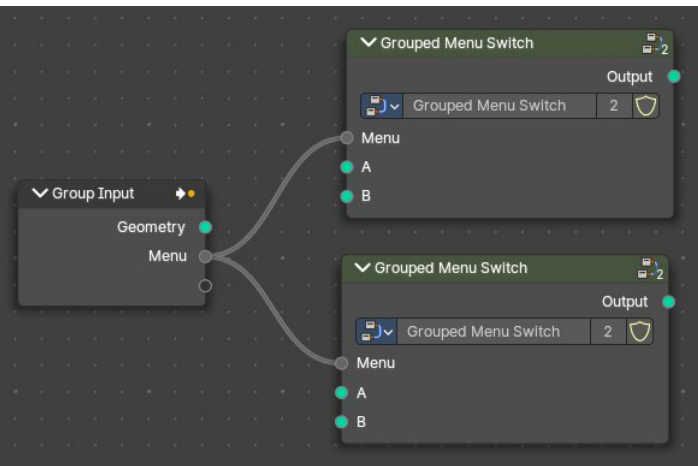 Grouped Menu Switch
2
Output
Grouped Menu Switch 2
Menu
A
B
Group Input
Geometry
Menu
Grouped Menu Switch
2
Output
Grouped Menu Switch 2
Menu
A
B